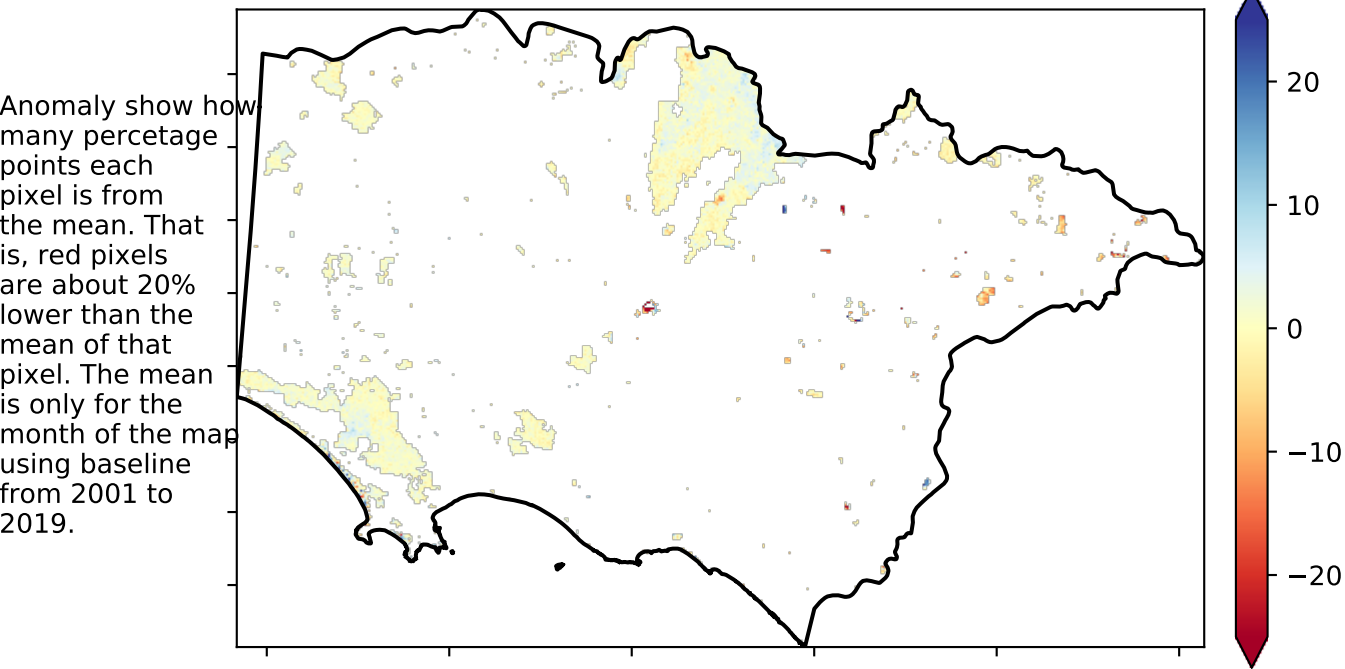 Anomaly show how
many percetage
points each
pixel is from
the mean. That
is, red pixels
are about 20%
lower than the
mean of that
pixel. The mean
is only for the
month of the map
using baseline
from 2001 to
2019.
20
10
0
−10
−20